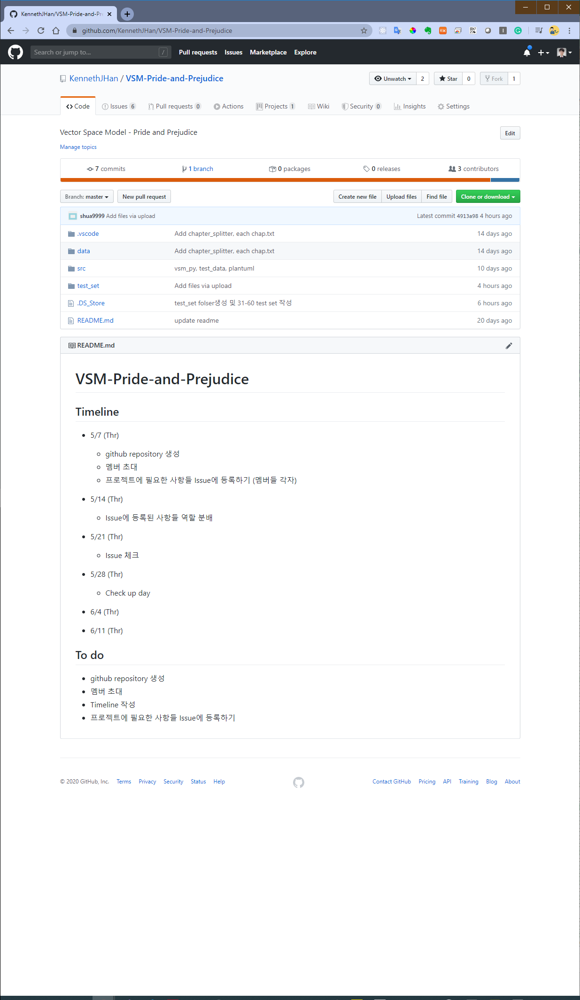 KennethJHan/VSM-Pride-and-Pr
github.com/KennethJHan/VSM-Pride-and-Prejudice
Search or jump to... / Pull requests Issues Marketplace Explore
KennethJHan / VSM-Pride-and-Prejudice Unwatch 2 Star 0 Fork 1
Code Issues 6 Pull requests 0 Actions Projects 1 Wiki Security 0 Insights Settings
Vector Space Model - Pride and Prejudice Edit
Manage topics
7 commits 1 branch 0 packages 0 releases 3 contributors
Branch: master New pull request Create new file Upload files Find file Clone or download
shua9999 Add files via upload Latest commit 4913a98 4 hours ago
.vscode Add chapter_splitter, each chap.txt 14 days ago
data Add chapter_splitter, each chap.txt 14 days ago
src vsm_py, test_data, plantuml 10 days ago
test_set Add files via upload 4 hours ago
.DS_Store test_set folser생성 및 31-60 test set 작성 6 hours ago
README.md update readme 20 days ago
README.md
VSM-Pride-and-Prejudice
Timeline
5/7 (Thr)
github repository 생성
멤버 초대
프로젝트에 필요한 사항들 Issue에 등록하기 (멤버들 각자)
5/14 (Thr)
Issue에 등록된 사항들 역할 분배
5/21 (Thr)
Issue 체크
5/28 (Thr)
Check up day
6/4 (Thr)
6/11 (Thr)
To do
github repository 생성
멤버 초대
Timeline 작성
프로젝트에 필요한 사항들 Issue에 등록하기
© 2020 GitHub, Inc. Terms Privacy Security Status Help Contact GitHub Pricing API Training Blog About